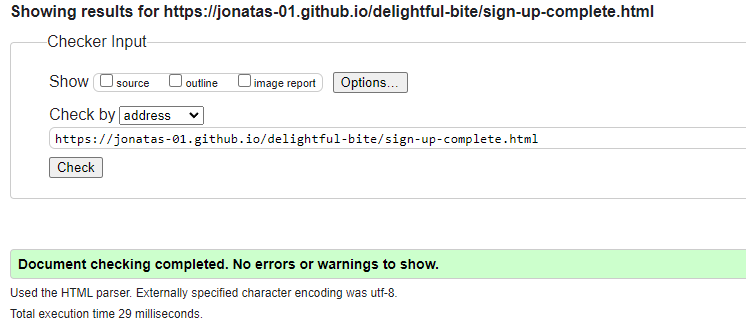 Showing results for https://jonatas-01.github.io/delightful-bite/sign-up-complete.html
Checker Input
Show source outline image report Options...
Check by address
https://jonatas-01.github.io/delightful-bite/sign-up-complete.html
Check
Document checking completed. No errors or warnings to show.
Used the HTML parser. Externally specified character encoding was utf-8.
Total execution time 29 milliseconds.